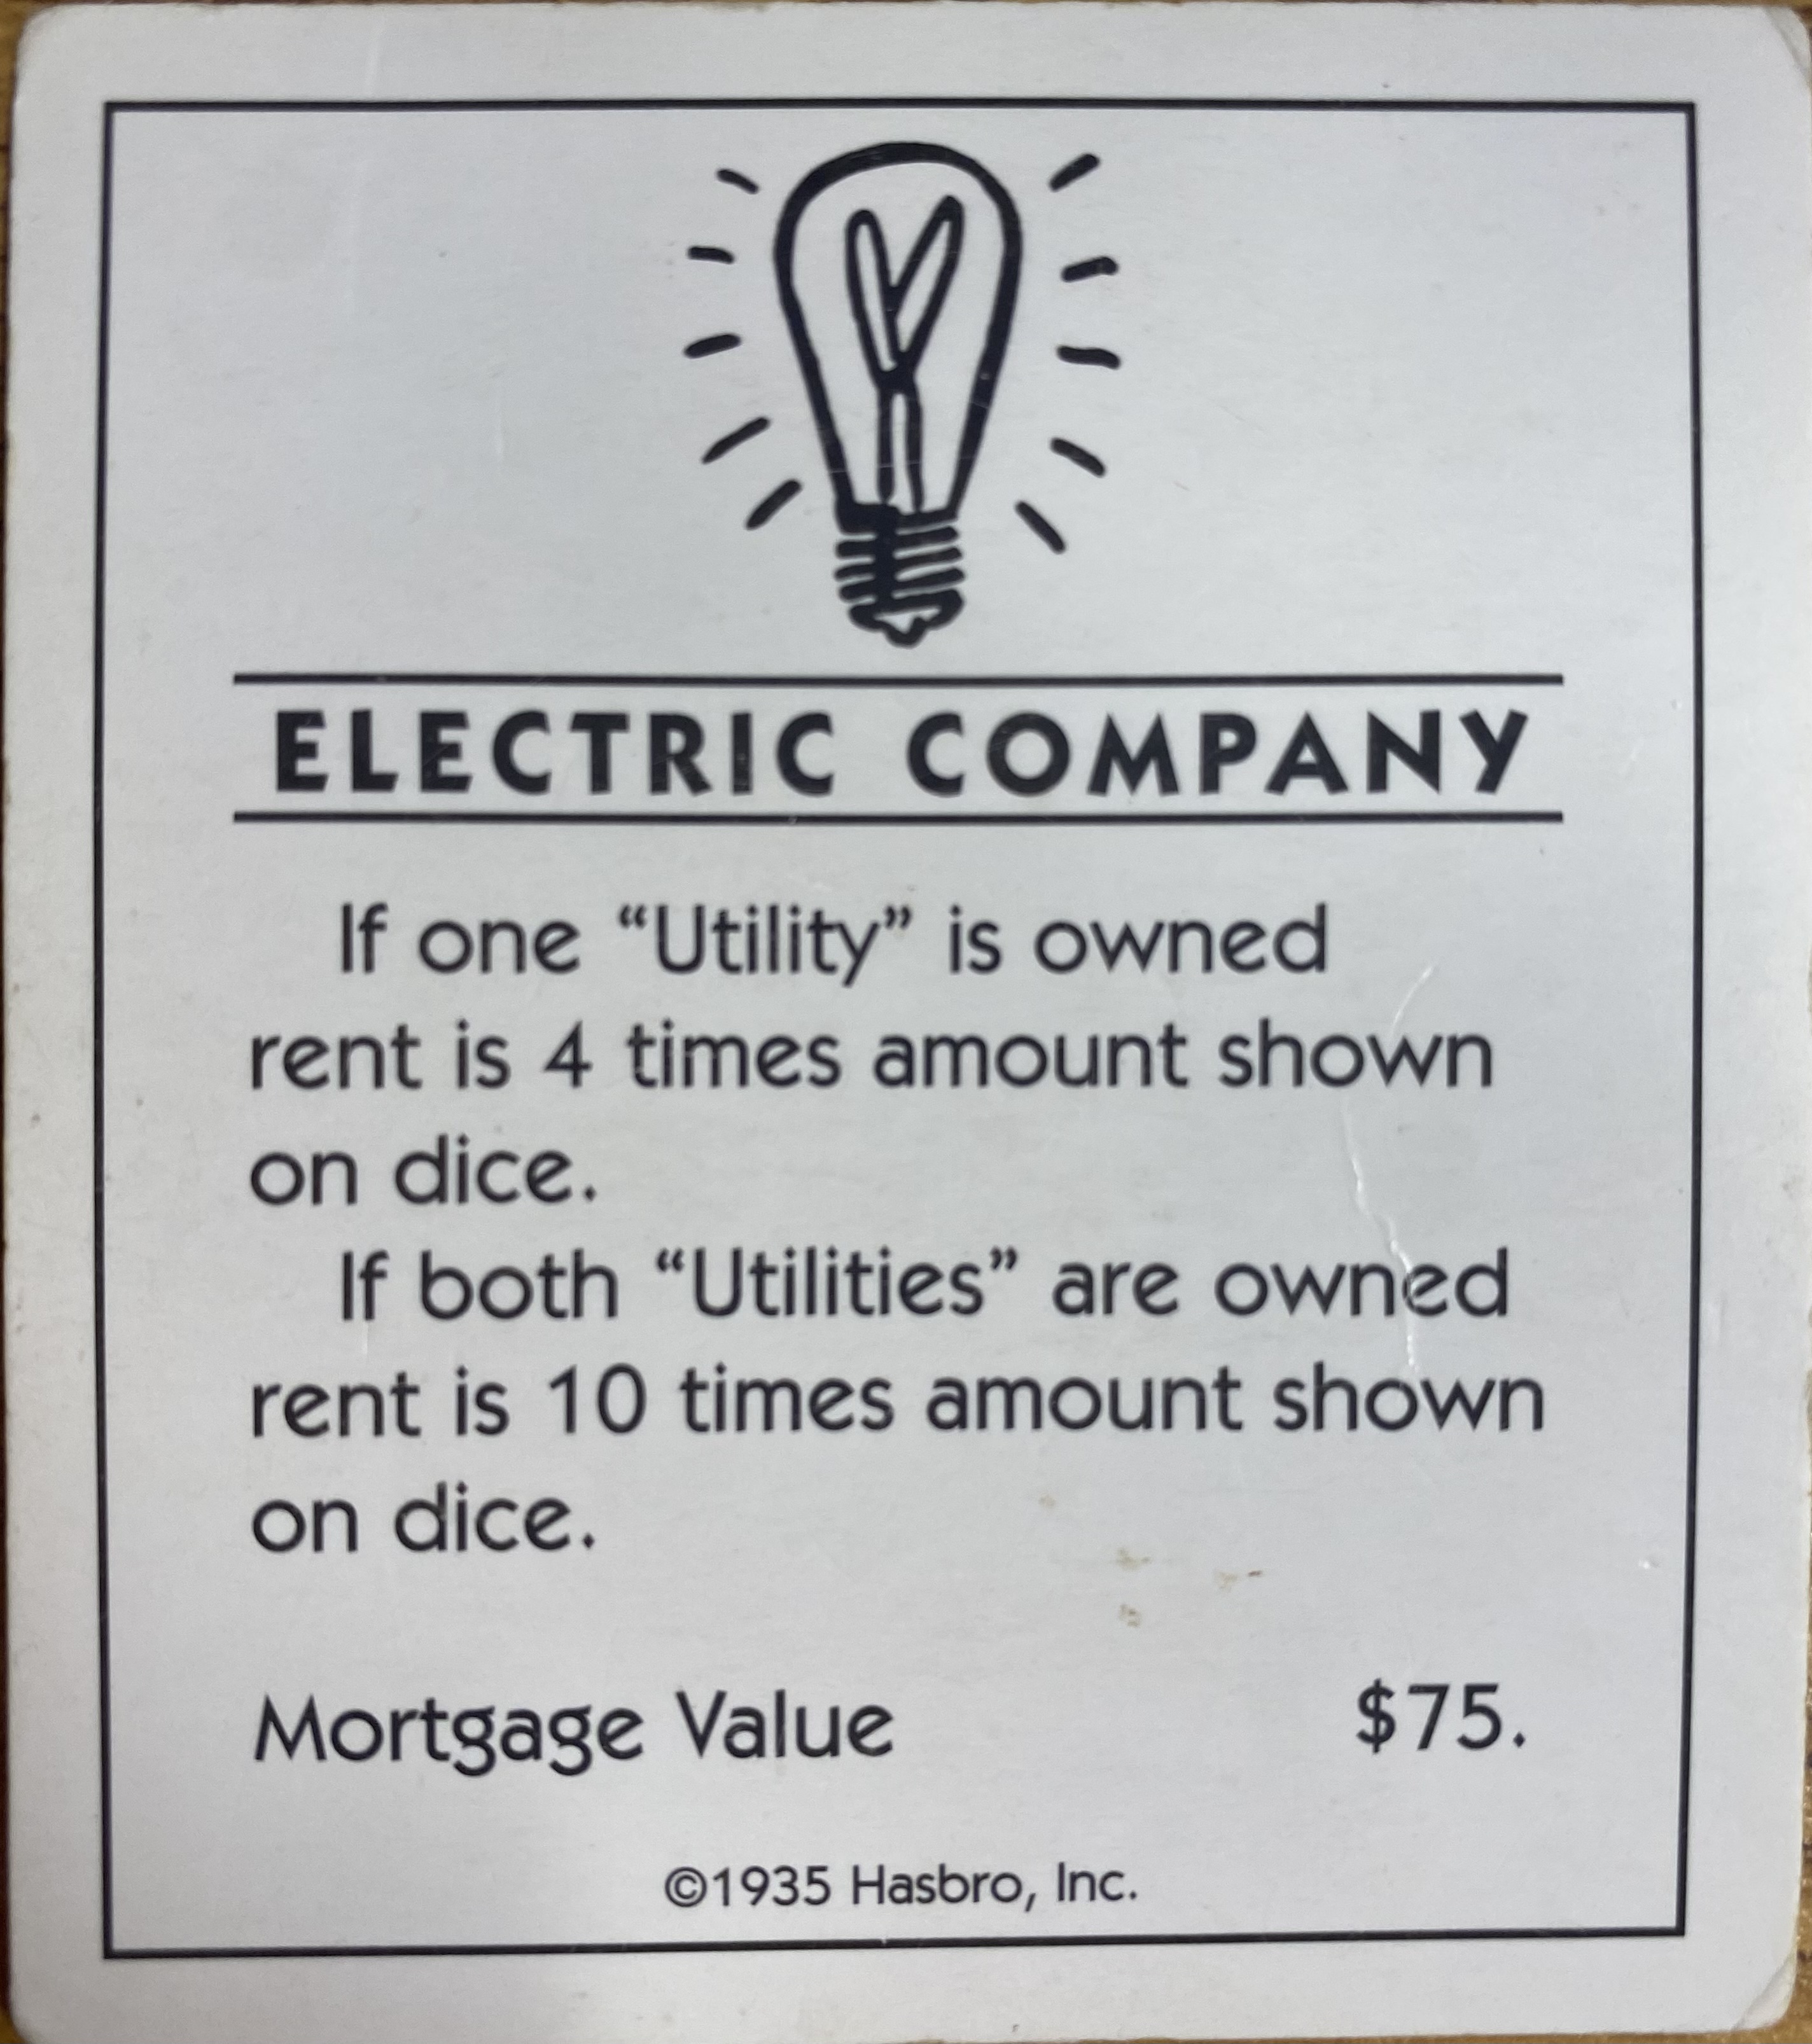 ELECTRIC COMPANY
If one “Utility” is owned
rent is 4 times amount shown
on dice.
If both “Utilities” are owned
rent is 10 times amount shown
on dice.
Mortgage Value $75.
©1935 Hasbro, Inc.